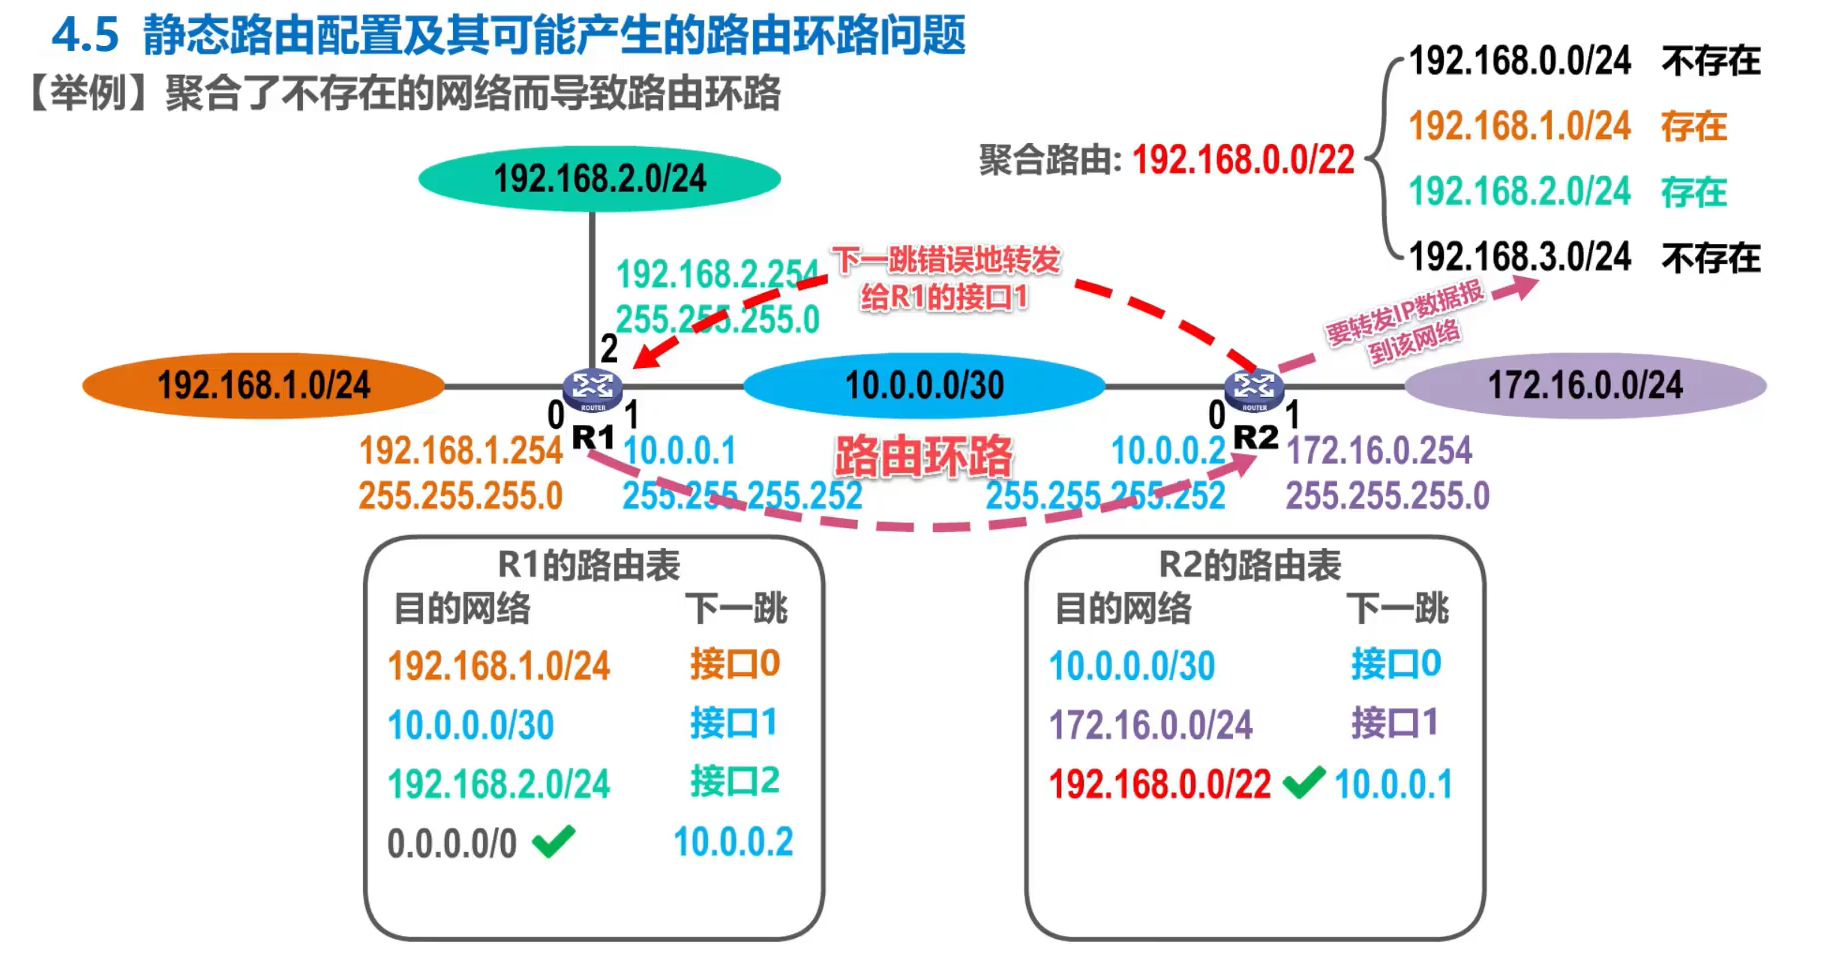 4.5 静态路由配置及其可能产生的路由环路问题
【举例】聚合了不存在的网络而导致路由环路
聚合路由: 192.168.0.0/22
192.168.0.0/24 不存在
192.168.1.0/24 存在
192.168.2.0/24 存在
192.168.3.0/24 不存在
192.168.2.0/24
192.168.2.254
255.255.255.0
下一跳错误地转发
给R1的接口1
要转发IP数据报
到该网络
2
192.168.1.0/24
ROUTER
10.0.0.0/30
ROUTER
172.16.0.0/24
0
R1
1
0
R2
1
192.168.1.254
255.255.255.0
10.0.0.1
255.255.255.252
路由环路
10.0.0.2
255.255.255.252
172.16.0.254
255.255.255.0
R1的路由表
目的网络 下一跳
192.168.1.0/24 接口0
10.0.0.0/30 接口1
192.168.2.0/24 接口2
0.0.0.0/0 10.0.0.2
R2的路由表
目的网络 下一跳
10.0.0.0/30 接口0
172.16.0.0/24 接口1
192.168.0.0/22 10.0.0.1